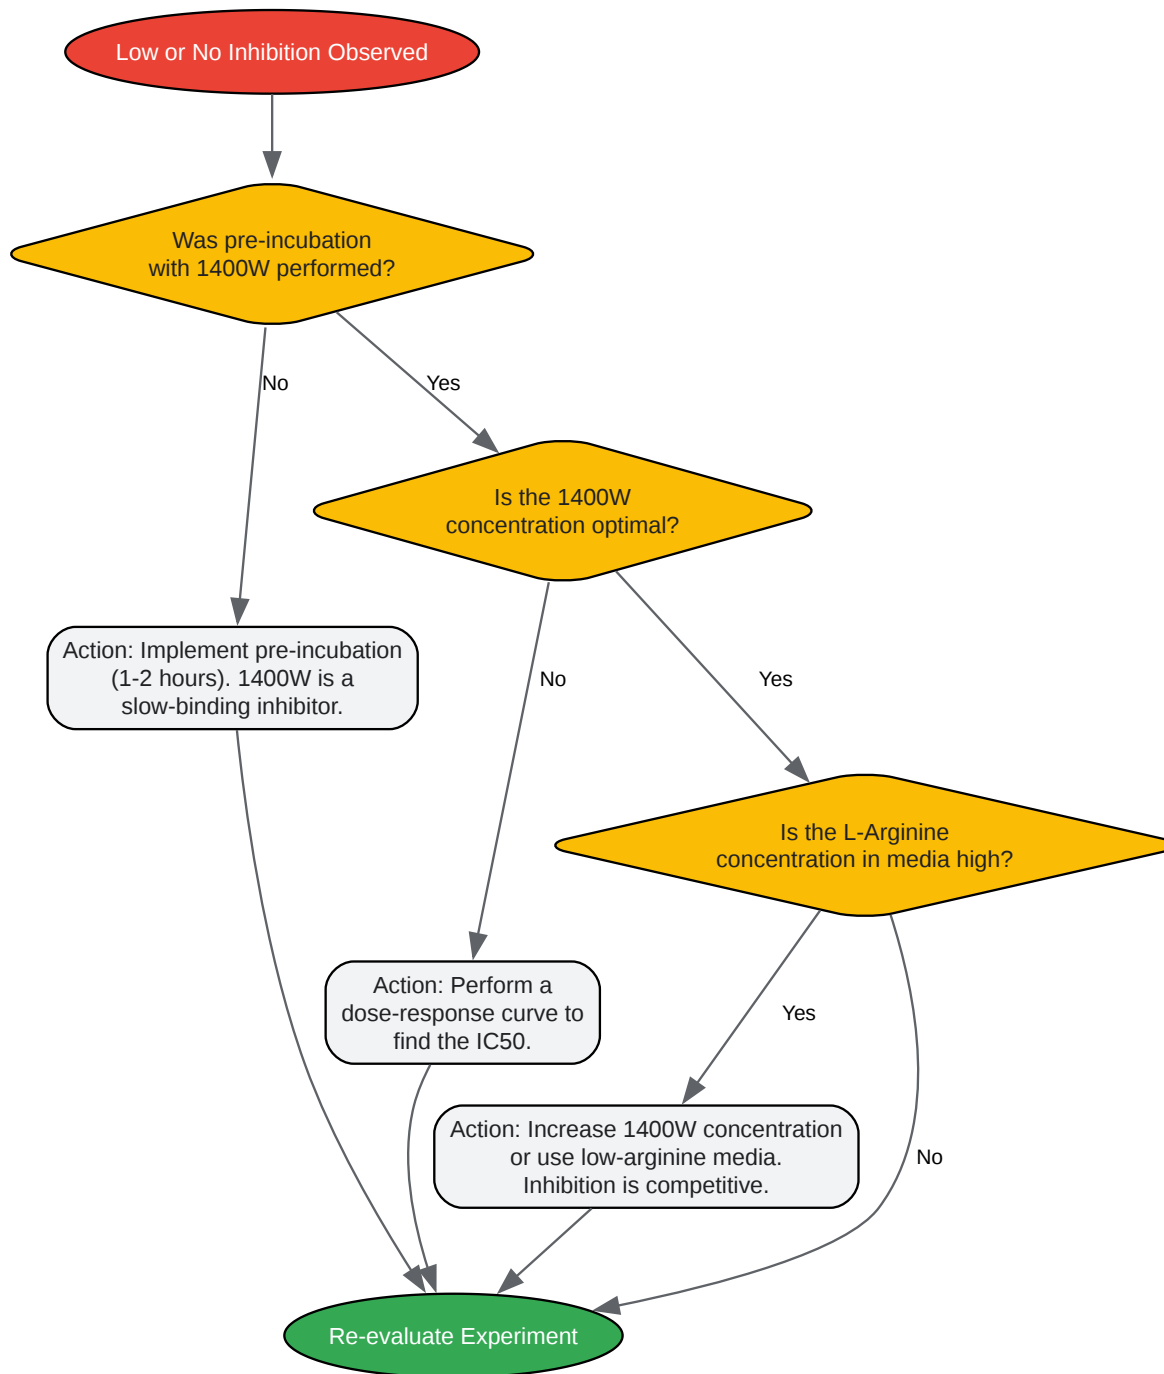 Low or No Inhibition Observed
Was pre-incubation
with 1400W performed?
No
Yes
Is the 1400W
concentration optimal?
Action: Implement pre-incubation
(1-2 hours). 1400W is a
slow-binding inhibitor.
No
Yes
Is the L-Arginine
concentration in media high?
Action: Perform a
dose-response curve to
find the IC50.
Yes
Action: Increase 1400W concentration
or use low-arginine media.
Inhibition is competitive.
No
Re-evaluate Experiment